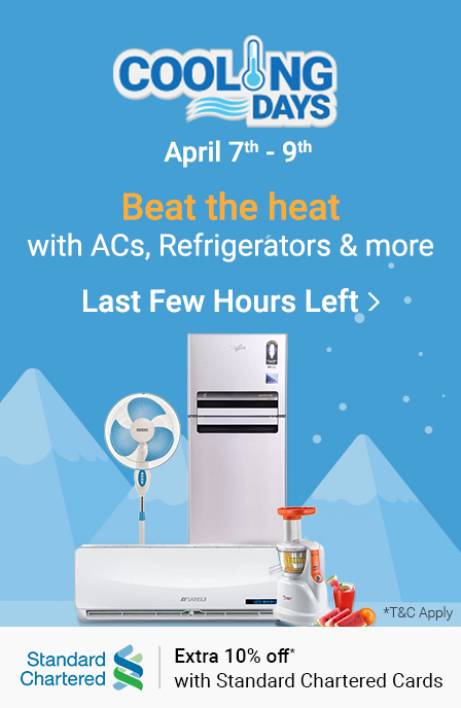 COOLING
DAYS
April 7th - 9th
Beat the heat
with ACs, Refrigerators & more
Last Few Hours Left >
*T&C Apply
Standard
Chartered
Extra 10% off*
with Standard Chartered Cards